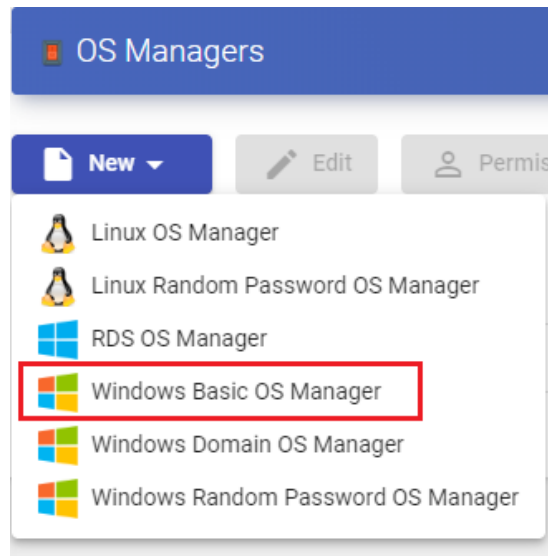 OS Managers
New
Edit
Permis
Linux OS Manager
Linux Random Password OS Manager
RDS OS Manager
Windows Basic OS Manager
Windows Domain OS Manager
Windows Random Password OS Manager